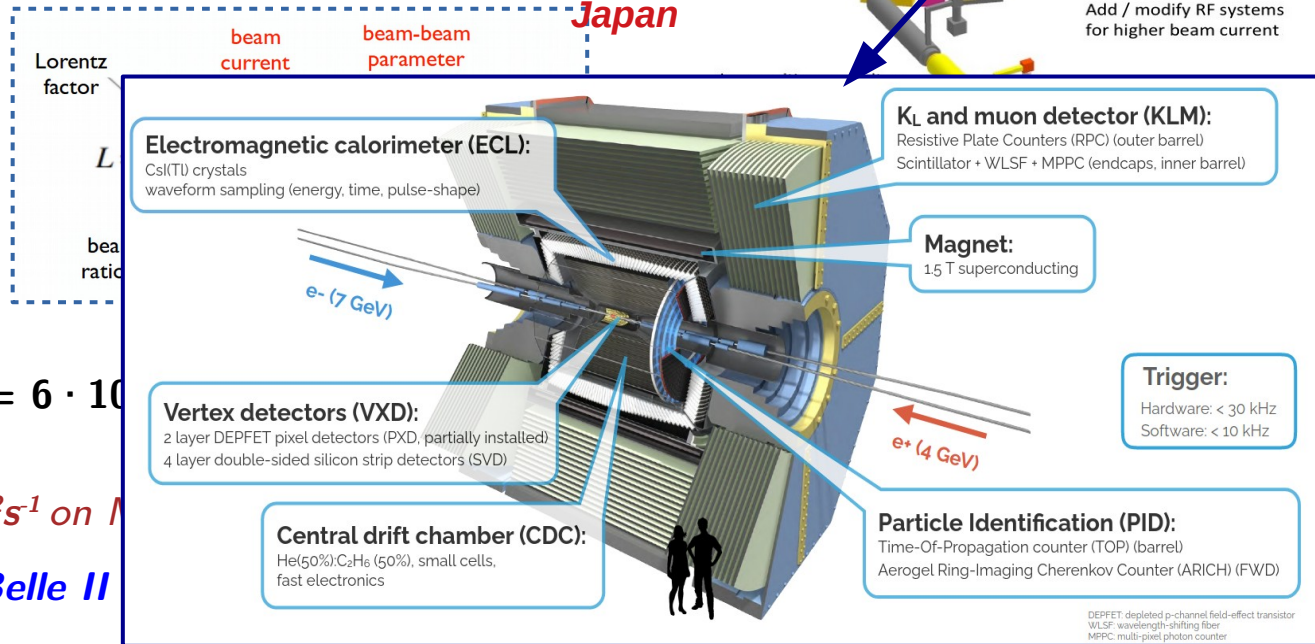 Japan
Add / modify RF systems
for higher beam current
beam
current
beam-beam
parameter
Lorentz
factor
L
Electromagnetic calorimeter (ECL):
CsI(Tl) crystals
waveform sampling (energy, time, pulse-shape)
K_L and muon detector (KLM):
Resistive Plate Counters (RPC) (outer barrel)
Scintillator + WLSF + MPPC (endcaps, inner barrel)
Magnet:
1.5 T superconducting
e- (7 GeV)
= 6 · 10
Vertex detectors (VXD):
2 layer DEPFET pixel detectors (PXD, partially installed)
4 layer double-sided silicon strip detectors (SVD)
Trigger:
Hardware: < 30 kHz
Software: < 10 kHz
e+ (4 GeV)
s⁻¹ on
Central drift chamber (CDC):
He(50%):C₂H₆ (50%), small cells,
fast electronics
Particle Identification (PID):
Time-Of-Propagation counter (TOP) (barrel)
Aerogel Ring-Imaging Cherenkov Counter (ARICH) (FWD)
Belle II
DEPFET: depleted p-channel field-effect transistor
WLSF: wavelength-shifting fiber
MPPC: multi-pixel photon counter